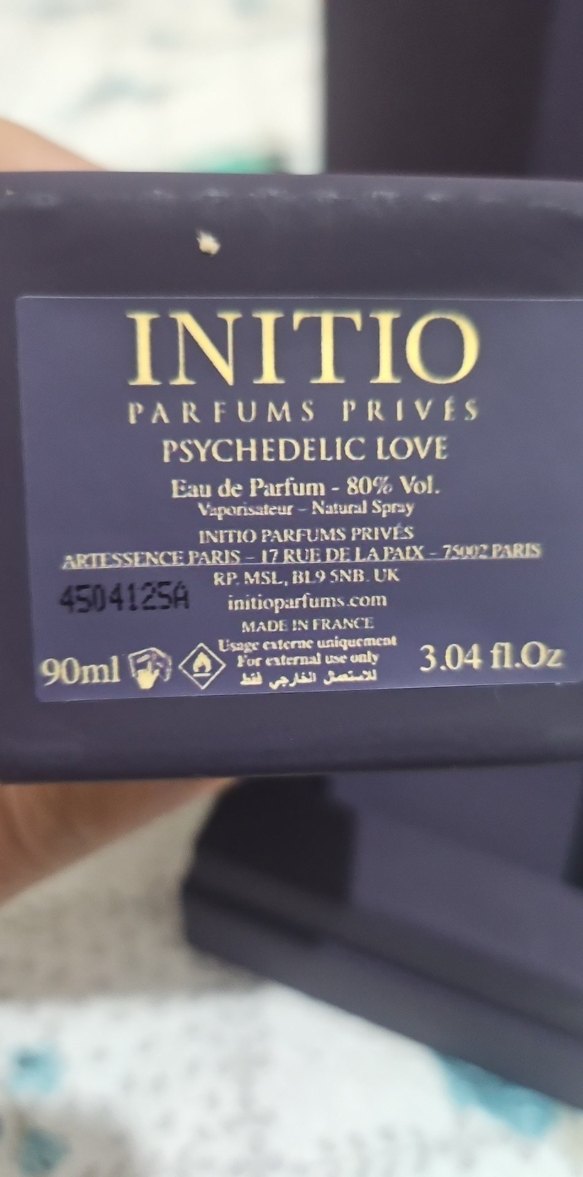 INITIO
PARFUMS PRIVÉS
PSYCHEDELIC LOVE
Eau de Parfum - 80% Vol.
Vaporisateur – Natural Spray
INITIO PARFUMS PRIVÉS
ARTESSENCE PARIS – 17 RUE DE LA PAIX – 75002 PARIS
RP. MSL, BL9 5NB. UK
4504125A
initioparfums.com
MADE IN FRANCE
Usage externe uniquement
For external use only
للاستعمال الخارجي فقط
90ml
3.04 fl.Oz